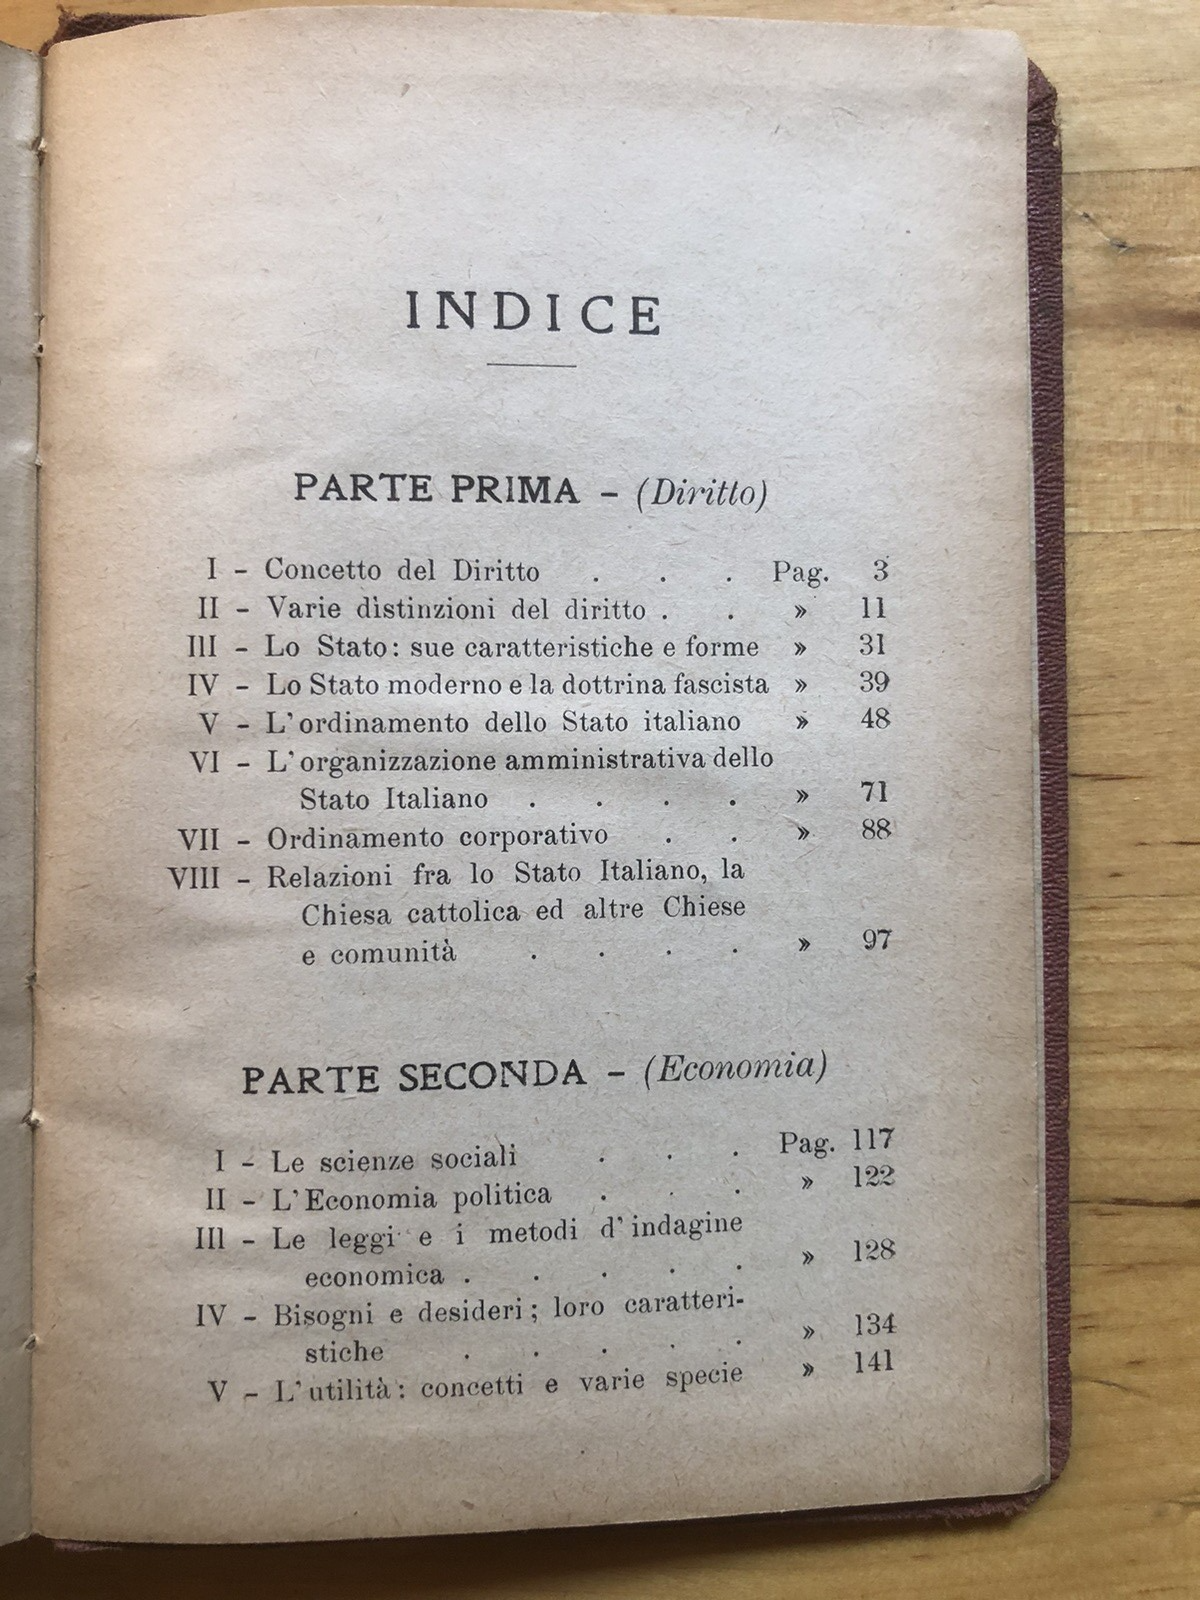 INDICE
PARTE PRIMA - (Diritto)
I - Concetto del Diritto . . . Pag. 3
II - Varie distinzioni del diritto . . » 11
III - Lo Stato: sue caratteristiche e forme » 31
IV - Lo Stato moderno e la dottrina fascista » 39
V - L'ordinamento dello Stato italiano » 48
VI - L'organizzazione amministrativa dello
Stato Italiano . . . . » 71
VII - Ordinamento corporativo . . » 88
VIII - Relazioni fra lo Stato Italiano, la
Chiesa cattolica ed altre Chiese
e comunità . . . . » 97
PARTE SECONDA - (Economia)
I - Le scienze sociali . . . Pag. 117
II - L'Economia politica . . . » 122
III - Le leggi e i metodi d'indagine
economica . . . . . » 128
IV - Bisogni e desideri; loro caratteri-
stiche . . . . . » 134
V - L'utilità: concetti e varie specie » 141